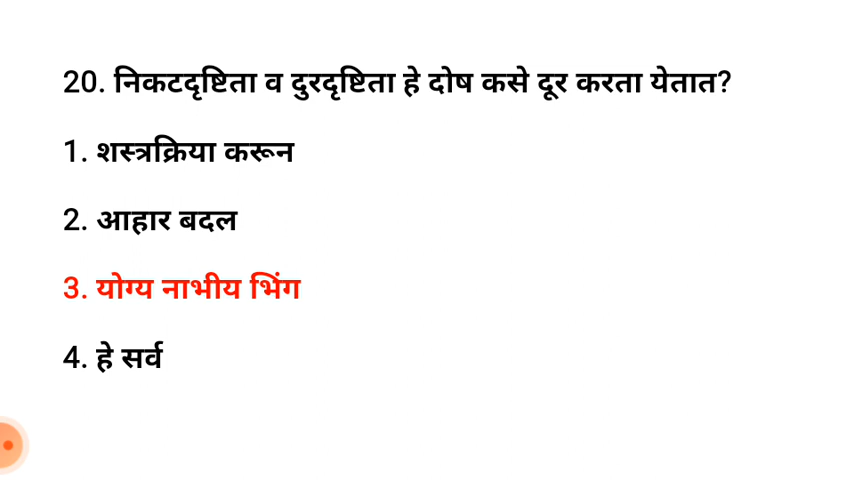 20. निकटदृष्टिता व दुरदृष्टिता हे दोष कसे दूर करता येतात?
1. शस्त्रक्रिया करून
2. आहार बदल
3. योग्य नाभीय भिंग
4. हे सर्व